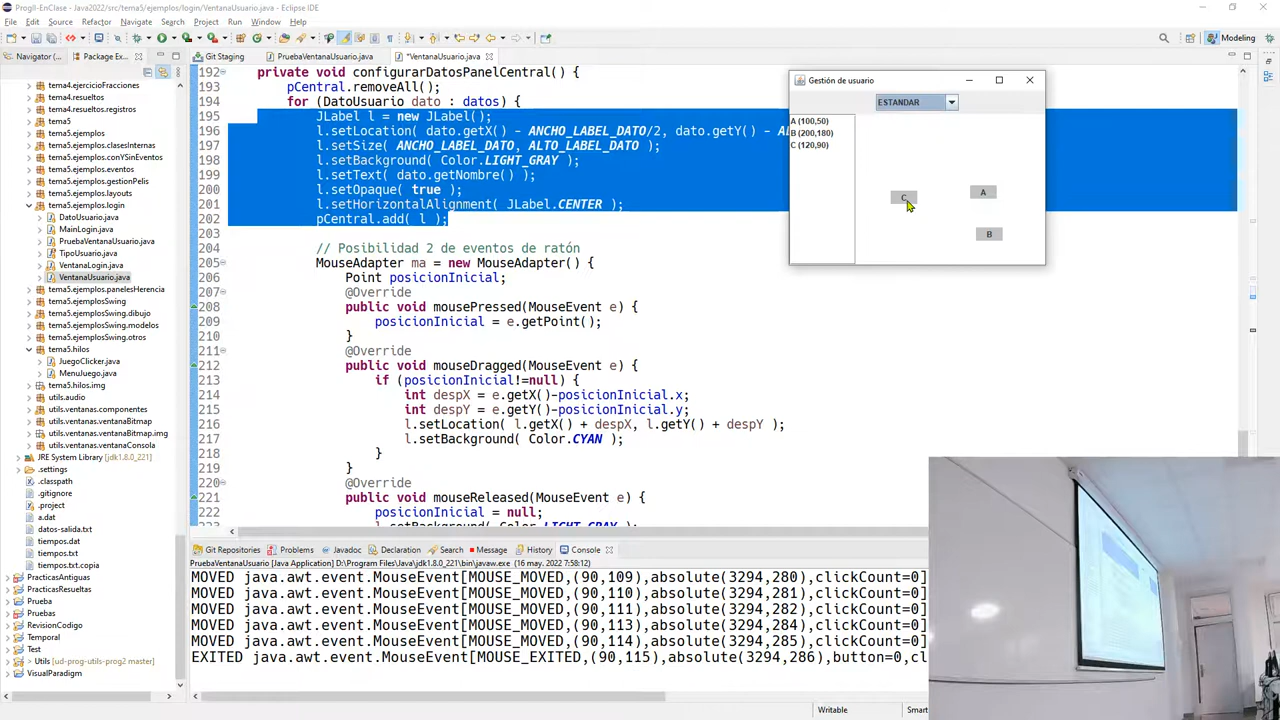 ProgII-EnClase - Java2022/src/tema5/ejemplos/login/VentanaUsuario.java - Eclipse IDE
File Edit Source Refactor Navigate Search Project Run Window Help
Modeling
Navigator (...
Package Ex...
Git Staging
PruebaVentanaUsuario.java
*VentanaUsuario.java
tema4.ejercicioFracciones
tema4.resueltos
tema4.resueltos.registros
tema5.ejemplos
tema5.ejemplos.clasesInternas
tema5.ejemplos.conYSinEventos
tema5.ejemplos.eventos
tema5.ejemplos.gestionPelis
tema5.ejemplos.layouts
tema5.ejemplos.login
DatoUsuario.java
MainLogin.java
PruebaVentanaUsuario.java
TipoUsuario.java
VentanaLogin.java
VentanaUsuario.java
tema5.ejemplos.panelesHerencia
tema5.ejemplosSwing
tema5.ejemplosSwing.dibujo
tema5.ejemplosSwing.modelos
tema5.ejemplosSwing.otros
tema5.hilos
JuegoClicker.java
MenuJuego.java
tema5.hilos.img
utils.audio
utils.ventanas.componentes
utils.ventanas.ventanaBitmap
utils.ventanas.ventanaBitmap.img
utils.ventanas.ventanaConsola
JRE System Library [jdk1.8.0_221]
.settings
.classpath
.gitignore
.project
a.dat
datos-salida.txt
tiempos.dat
tiempos.txt
tiempos.txt.copia
PracticasAntiguas
PracticasResueltas
Prueba
Pruebas
RevisionCodigo
Temporal
Test
Utils [ud-prog-utils-prog2 master]
VisualParadigm
192 private void configurarDatosPanelCentral() {
193 pCentral.removeAll();
194 for (DatoUsuario dato : datos) {
195 JLabel l = new JLabel();
196 l.setLocation( dato.getX() - ANCHO_LABEL_DATO/2, dato.getY() - AL
197 l.setSize( ANCHO_LABEL_DATO, ALTO_LABEL_DATO );
198 l.setBackground( Color.LIGHT_GRAY );
199 l.setText( dato.getNombre() );
200 l.setOpaque( true );
201 l.setHorizontalAlignment( JLabel.CENTER );
202 pCentral.add( l );
203
204 // Posibilidad 2 de eventos de ratón
205 MouseAdapter ma = new MouseAdapter() {
206 Point posicionInicial;
207 @Override
208 public void mousePressed(MouseEvent e) {
209 posicionInicial = e.getPoint();
210 }
211 @Override
212 public void mouseDragged(MouseEvent e) {
213 if (posicionInicial!=null) {
214 int despX = e.getX()-posicionInicial.x;
215 int despY = e.getY()-posicionInicial.y;
216 l.setLocation( l.getX() + despX, l.getY() + despY );
217 l.setBackground( Color.CYAN );
218 }
219 }
220 @Override
221 public void mouseReleased(MouseEvent e) {
222 posicionInicial = null;
223 l.setBackground( Color.LIGHT_GRAY );
Gestión de usuario
ESTANDAR
A (100,50)
B (200,180)
C (120,90)
A
C
B
Git Repositories Problems Javadoc Declaration Search Message History Console
PruebaVentanaUsuario [Java Application] D:\Program Files\Java\jdk1.8.0_221\bin\javaw.exe (16 may. 2022 7:58:12)
MOVED java.awt.event.MouseEvent[MOUSE_MOVED,(90,109),absolute(3294,280),clickCount=0]
MOVED java.awt.event.MouseEvent[MOUSE_MOVED,(90,110),absolute(3294,281),clickCount=0]
MOVED java.awt.event.MouseEvent[MOUSE_MOVED,(90,111),absolute(3294,282),clickCount=0]
MOVED java.awt.event.MouseEvent[MOUSE_MOVED,(90,113),absolute(3294,284),clickCount=0]
MOVED java.awt.event.MouseEvent[MOUSE_MOVED,(90,114),absolute(3294,285),clickCount=0]
EXITED java.awt.event.MouseEvent[MOUSE_EXITED,(90,115),absolute(3294,286),button=0,cl
Writable
Smart